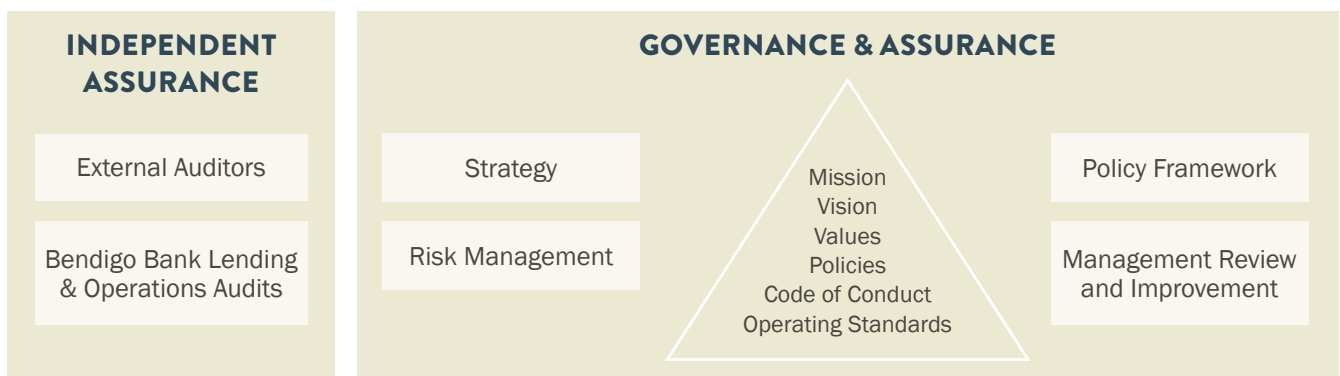 INDEPENDENT
ASSURANCE
External Auditors
Bendigo Bank Lending
& Operations Audits
GOVERNANCE & ASSURANCE
Strategy
Risk Management
Mission
Vision
Values
Policies
Code of Conduct
Operating Standards
Policy Framework
Management Review
and Improvement